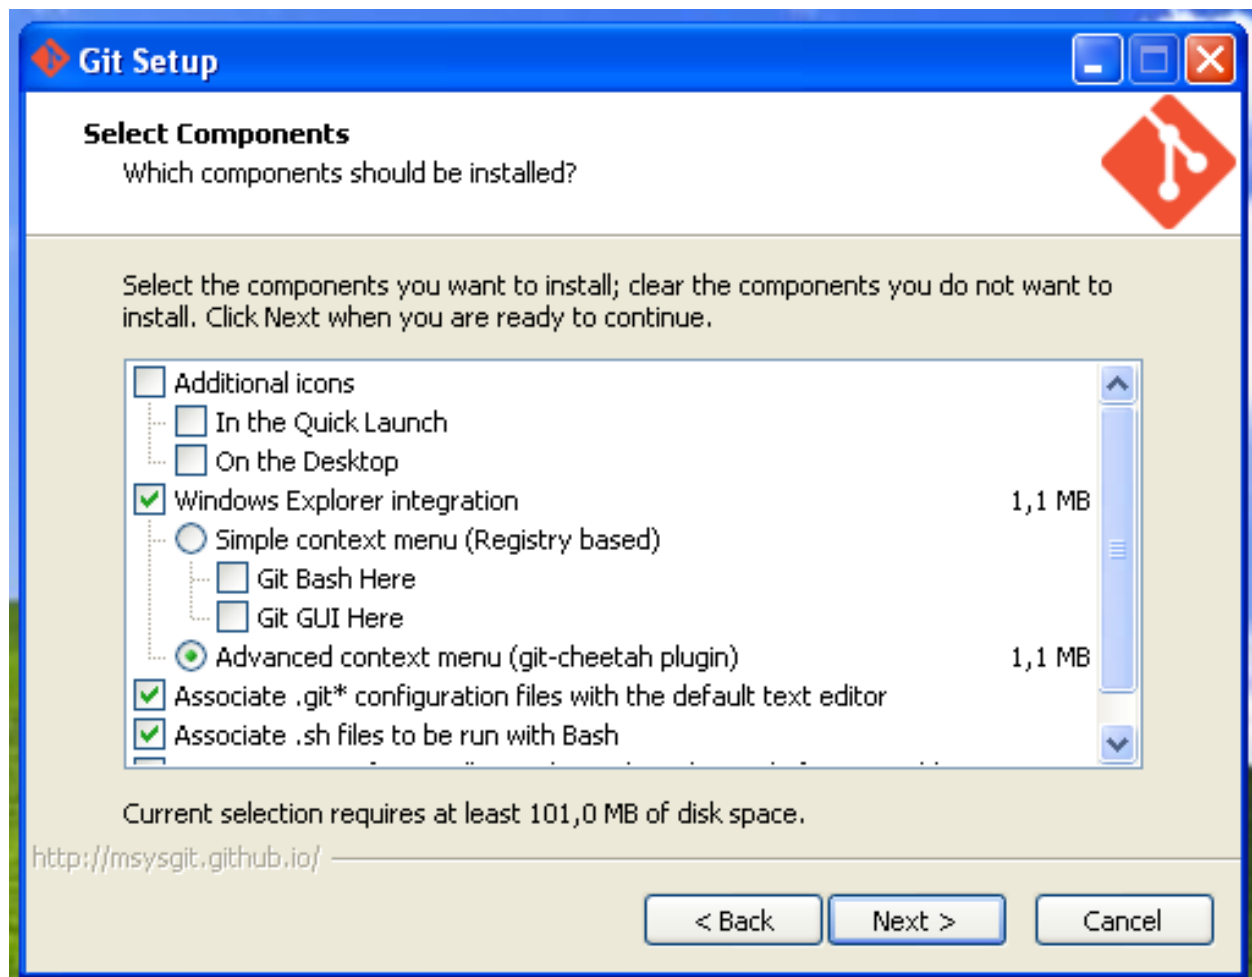 Git Setup
Select Components
Which components should be installed?
Select the components you want to install; clear the components you do not want to
install. Click Next when you are ready to continue.
Additional icons
In the Quick Launch
On the Desktop
Windows Explorer integration 1,1 MB
Simple context menu (Registry based)
Git Bash Here
Git GUI Here
Advanced context menu (git-cheetah plugin) 1,1 MB
Associate .git* configuration files with the default text editor
Associate .sh files to be run with Bash
Current selection requires at least 101,0 MB of disk space.
http://msysgit.github.io/
< Back Next > Cancel